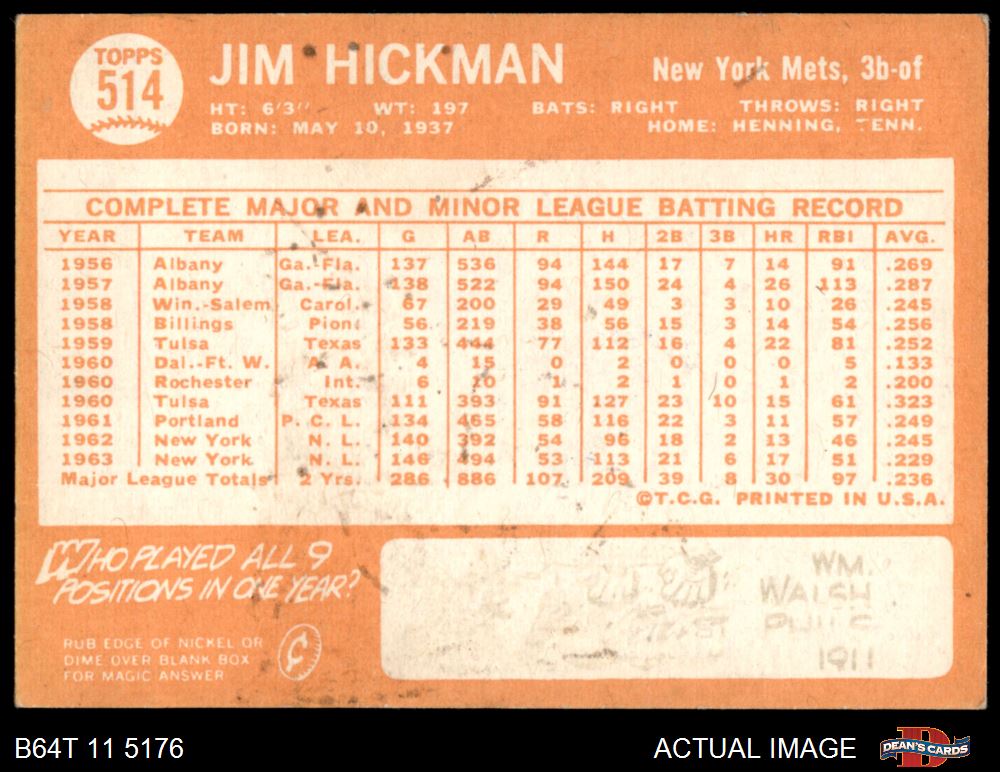 TOPPS
514
JIM HICKMAN
New York Mets, 3b-of
HT: 6'3" WT: 197 BATS: RIGHT THROWS: RIGHT
BORN: MAY 10, 1937 HOME: HENNING, TENN.
COMPLETE MAJOR AND MINOR LEAGUE BATTING RECORD
YEAR TEAM LEA. G AB R H 2B 3B HR RBI AVG.
1956 Albany Ga.-Fla. 137 536 94 144 17 7 14 91 .269
1957 Albany Ga.-Fla. 138 522 94 150 24 4 26 113 .287
1958 Win.-Salem Carol. 67 200 29 49 3 3 10 26 .245
1958 Billings Pion. 56 219 38 56 15 3 14 54 .256
1959 Tulsa Texas 133 444 77 112 16 4 22 81 .252
1960 Dal.-Ft. W. A. A. 4 15 0 2 0 0 0 5 .133
1960 Rochester Int. 6 10 1 2 1 0 1 2 .200
1960 Tulsa Texas 111 393 91 127 23 10 15 61 .323
1961 Portland P. C. L. 134 465 58 116 22 3 11 57 .249
1962 New York N. L. 140 392 54 96 18 2 13 46 .245
1963 New York N. L. 146 494 53 113 21 6 17 51 .229
Major League Totals 2 Yrs. 286 886 107 209 39 8 30 97 .236
©T.C.G. PRINTED IN U.S.A.
WHO PLAYED ALL 9
POSITIONS IN ONE YEAR?
RUB EDGE OF NICKEL OR
DIME OVER BLANK BOX
FOR MAGIC ANSWER
¢
WM.
WALSH
1911
B64T 11 5176
ACTUAL IMAGE
D
DEAN'S CARDS